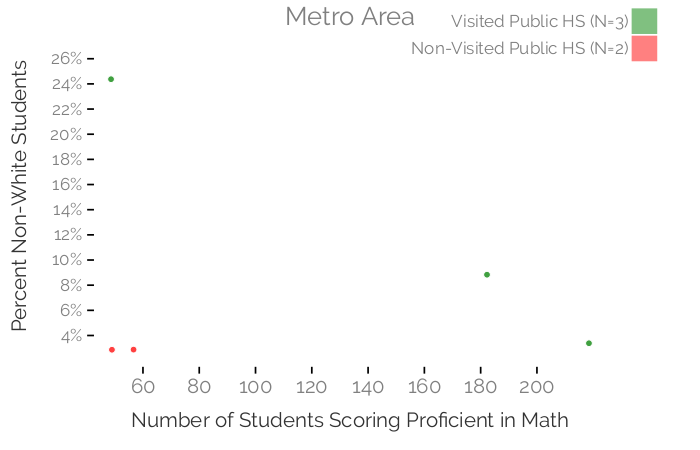 Metro Area
Visited Public HS (N=3)
Non-Visited Public HS (N=2)
Percent Non-White Students
26%
24%
22%
20%
18%
16%
14%
12%
10%
8%
6%
4%
60 80 100 120 140 160 180 200
Number of Students Scoring Proficient in Math